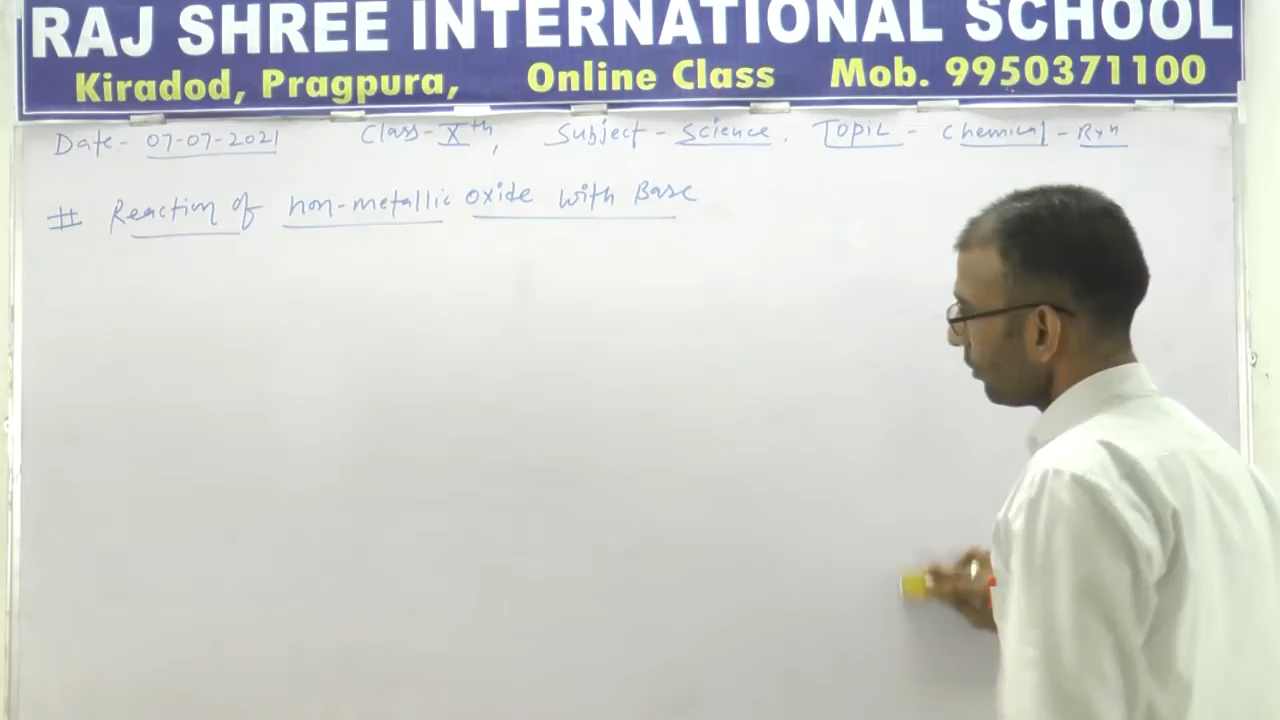 RAJ SHREE INTERNATIONAL SCHOOL
Kiradod, Pragpura, Online Class Mob. 9950371100
Date - 07-07-2021 Class - Xth, Subject - Science. Topic - Chemical - Rxn
# Reaction of non-metallic oxide with Base